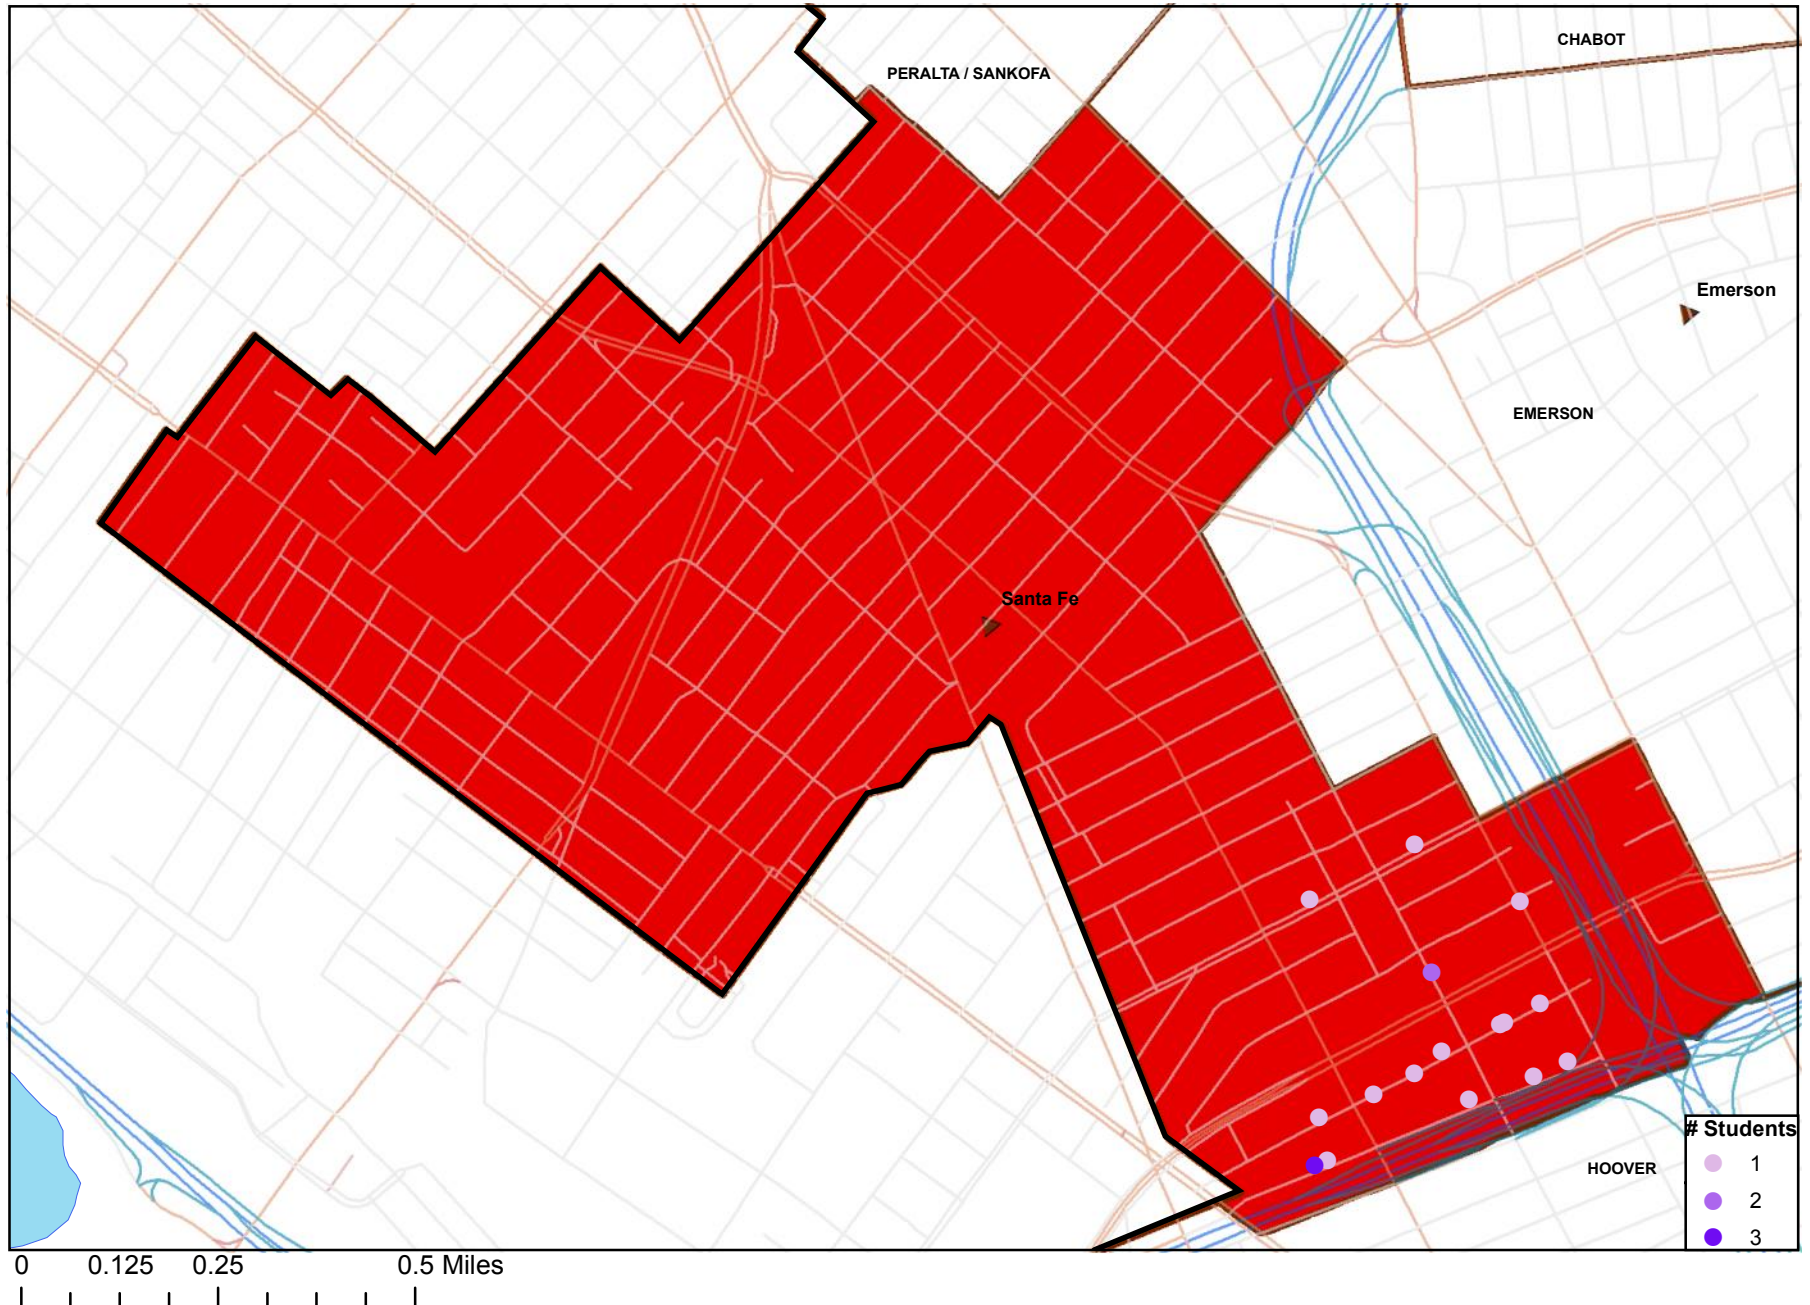 CHABOT
PERALTA / SANKOFA
Emerson
EMERSON
Santa Fe
# Students
1
HOOVER
2
3
0 0.125 0.25 0.5 Miles